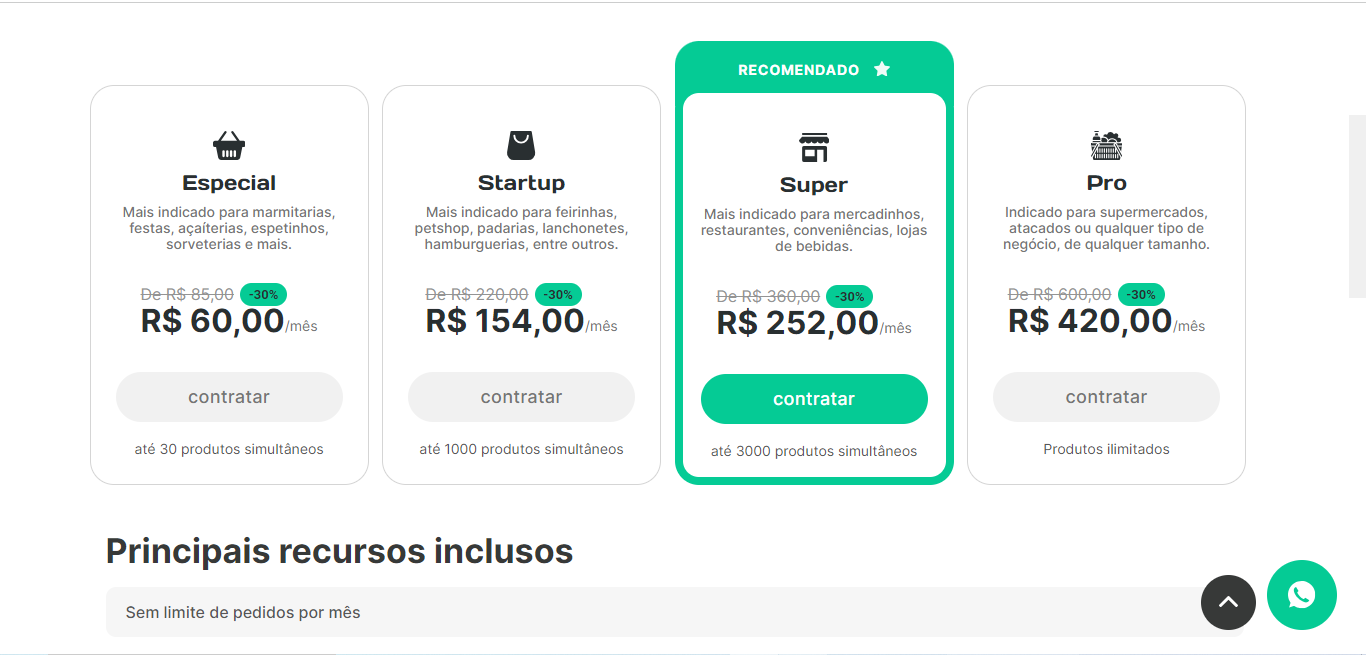 Especial
Mais indicado para marmitarias,
festas, açaíterias, espetinhos,
sorveterias e mais.
De R$ 85,00 -30%
R$ 60,00/mês
contratar
até 30 produtos simultâneos
Startup
Mais indicado para feirinhas,
petshop, padarias, lanchonetes,
hamburguerias, entre outros.
De R$ 220,00 -30%
R$ 154,00/mês
contratar
até 1000 produtos simultâneos
RECOMENDADO
Super
Mais indicado para mercadinhos,
restaurantes, conveniências, lojas
de bebidas.
De R$ 360,00 -30%
R$ 252,00/mês
contratar
até 3000 produtos simultâneos
Pro
Indicado para supermercados,
atacados ou qualquer tipo de
negócio, de qualquer tamanho.
De R$ 600,00 -30%
R$ 420,00/mês
contratar
Produtos ilimitados
Principais recursos inclusos
Sem limite de pedidos por mês